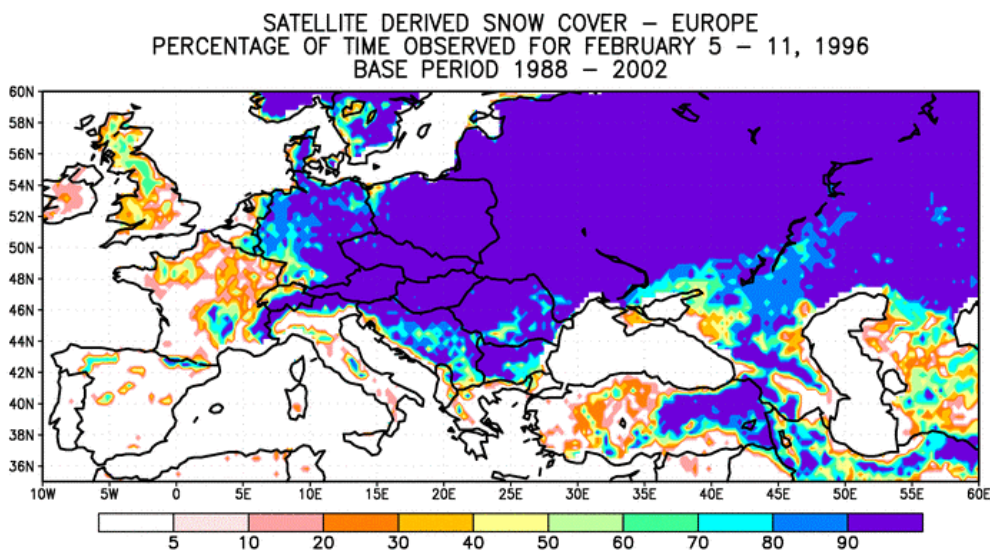 SATELLITE DERIVED SNOW COVER – EUROPE
PERCENTAGE OF TIME OBSERVED FOR FEBRUARY 5 – 11, 1996
BASE PERIOD 1988 – 2002
60N
58N
56N
54N
52N
50N
48N
46N
44N
42N
40N
38N
36N
10W 5W 0 5E 10E 15E 20E 25E 30E 35E 40E 45E 50E 55E 60E
5 10 20 30 40 50 60 70 80 90